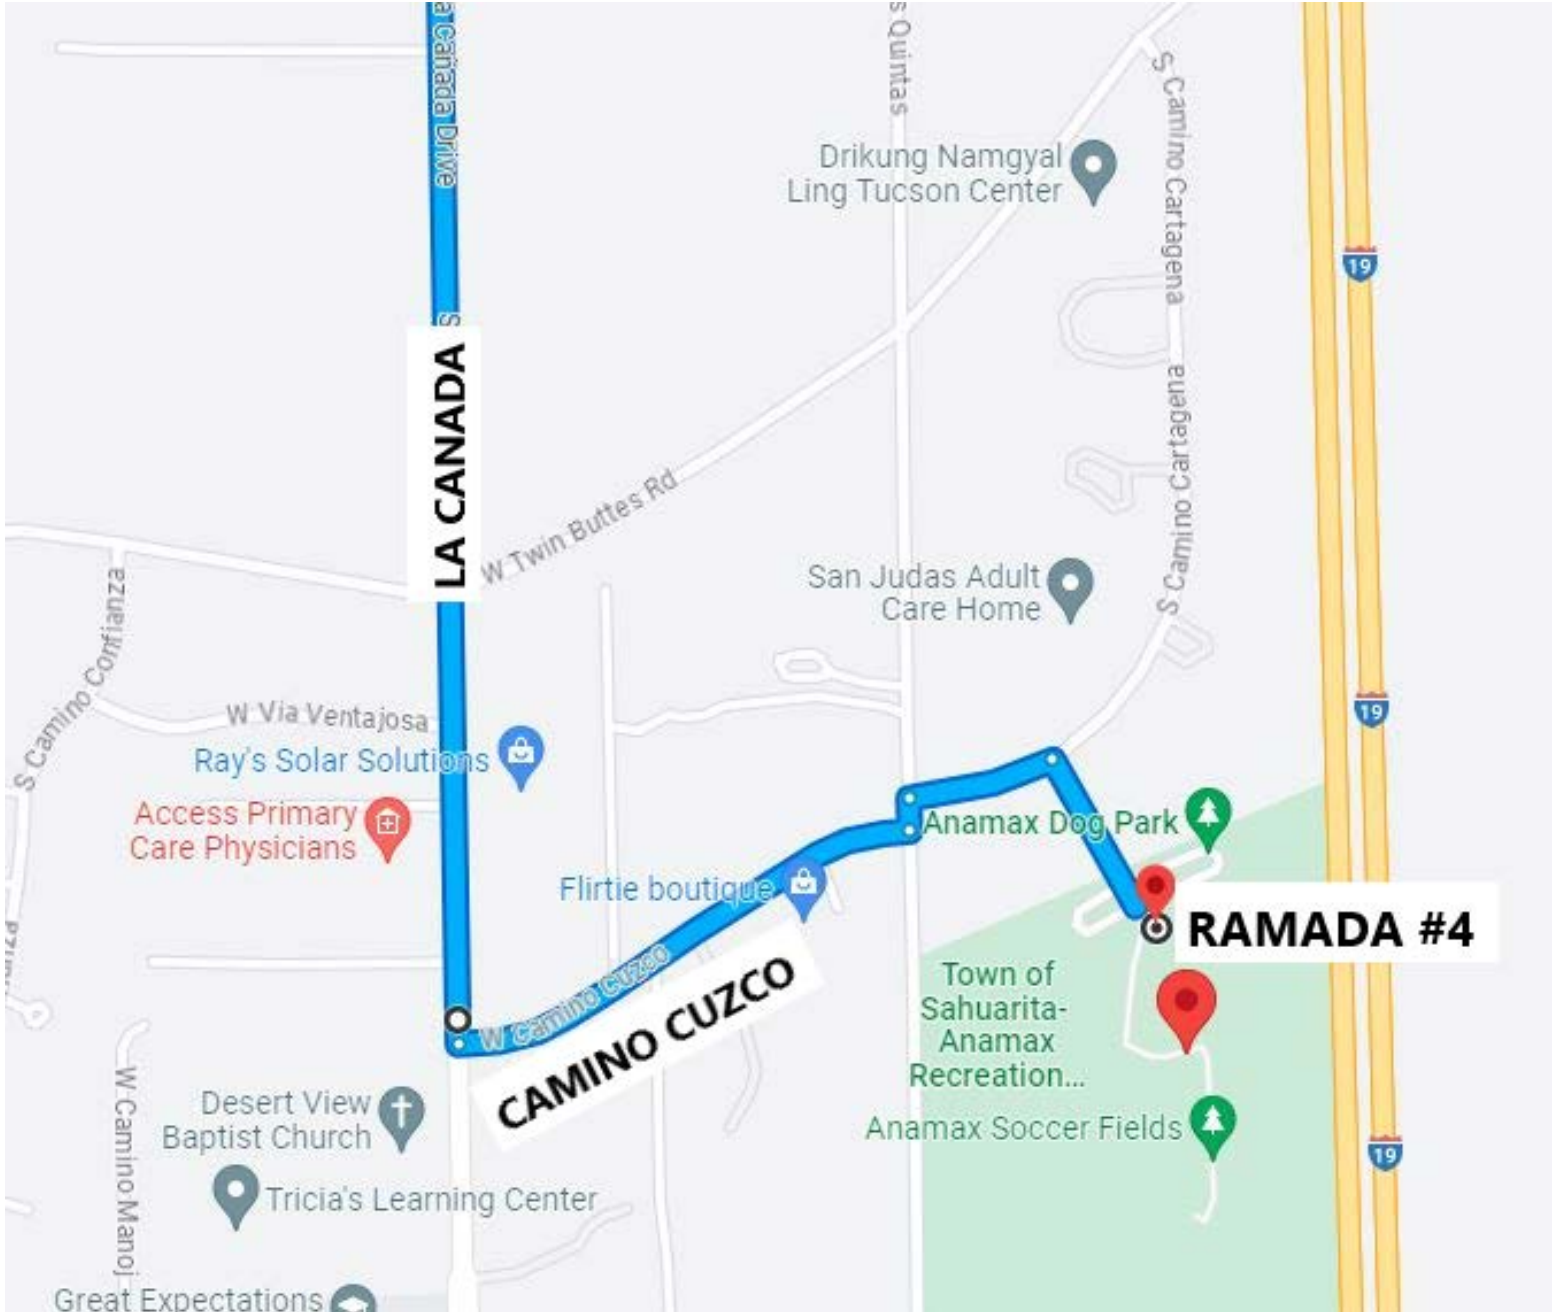 a Cañada Drive
s Quintas
S Camino Cartagena
Drikung Namgyal
Ling Tucson Center
19
S
LA CANADA
S Camino Cartagena
W Twin Buttes Rd
San Judas Adult
Care Home
S Camino Confianza
W Via Ventajosa
19
Ray's Solar Solutions
Access Primary
Care Physicians
Anamax Dog Park
Flirtie boutique
RAMADA #4
W Camino Cuzco
CAMINO CUZCO
Town of
Sahuarita-
Anamax
Recreation...
W Camino Manoj
Desert View
Baptist Church
Anamax Soccer Fields
19
Tricia's Learning Center
Great Expectations